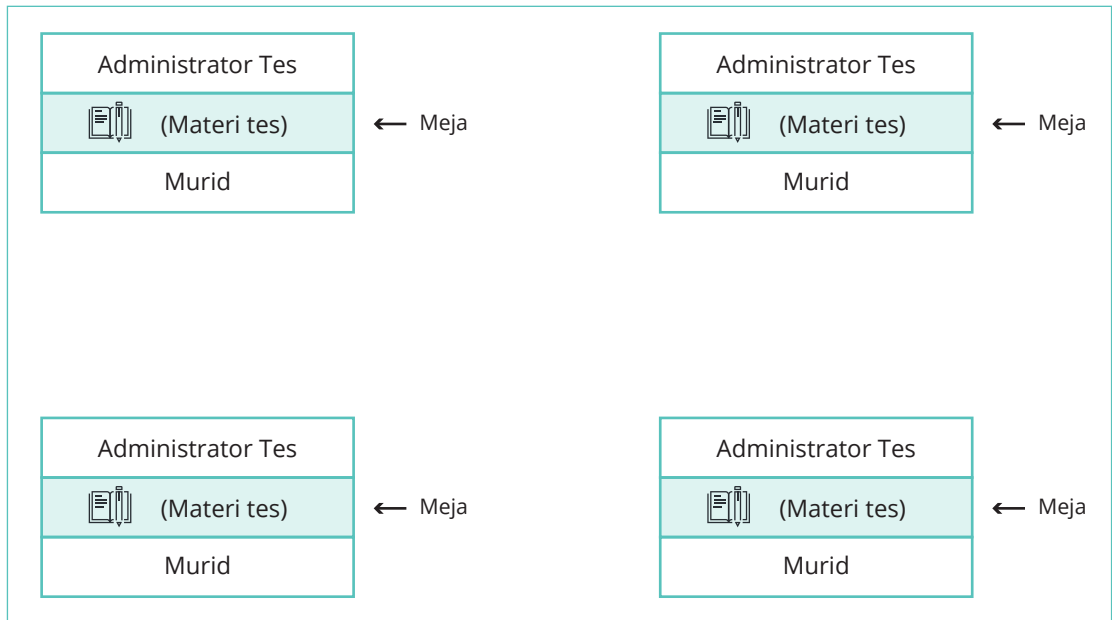 Administrator Tes
(Materi tes)
Meja
Murid
Administrator Tes
(Materi tes)
Meja
Murid
Administrator Tes
(Materi tes)
Meja
Murid
Administrator Tes
(Materi tes)
Meja
Murid